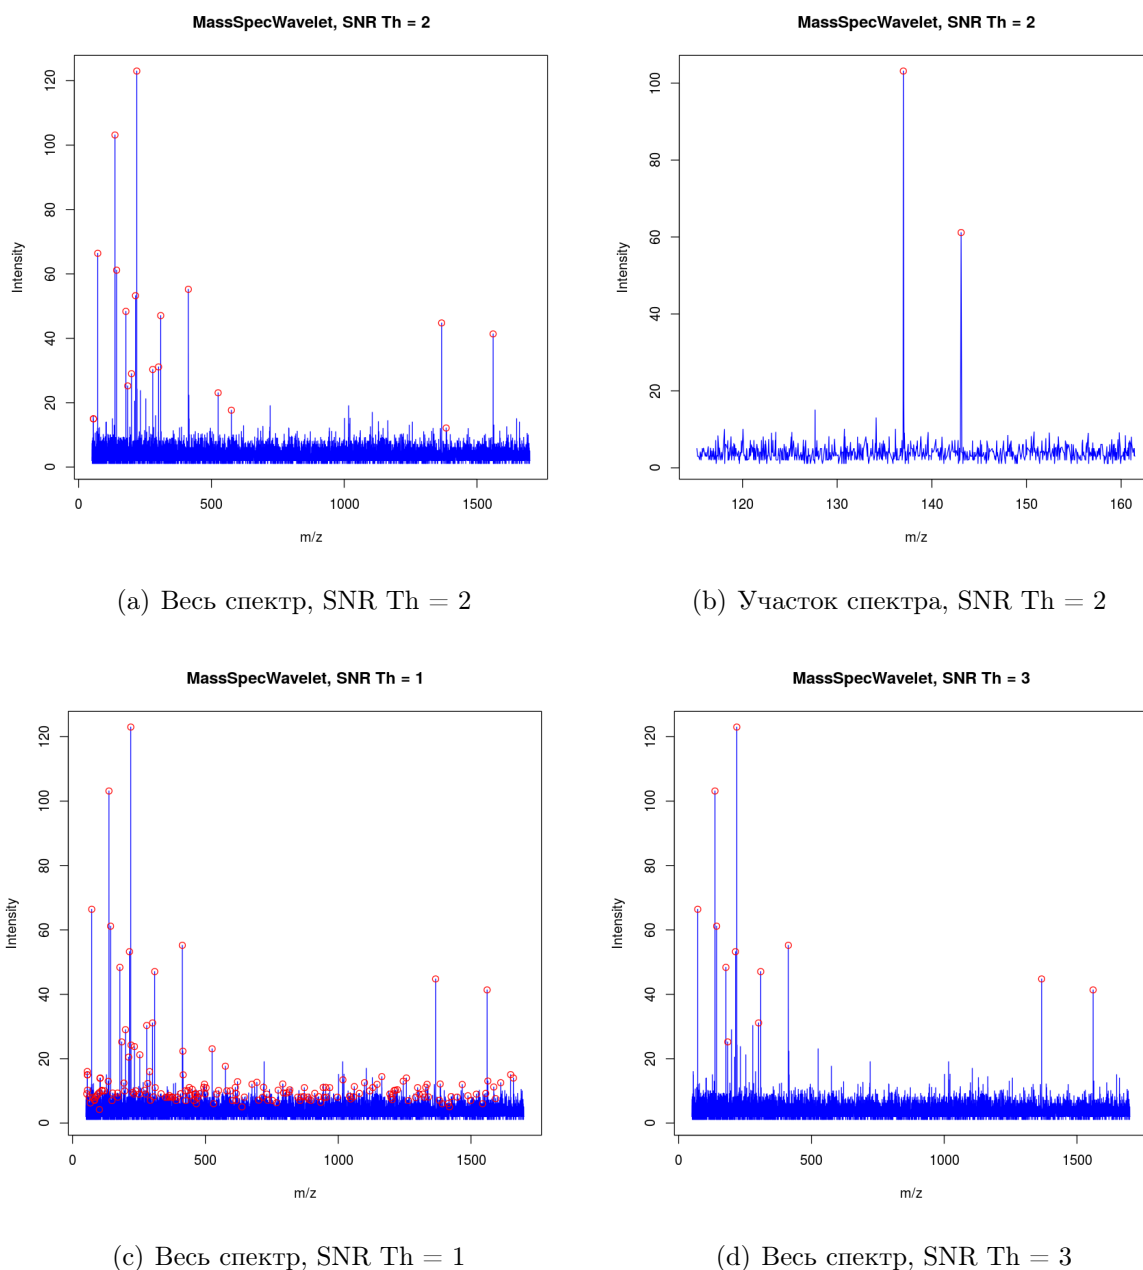 MassSpecWavelet, SNR Th = 2
Intensity
0 20 40 60 80 100 120
0 500 1000 1500
m/z
(a) Весь спектр, SNR Th = 2
MassSpecWavelet, SNR Th = 2
Intensity
0 20 40 60 80 100
120 130 140 150 160
m/z
(b) Участок спектра, SNR Th = 2
MassSpecWavelet, SNR Th = 1
Intensity
0 20 40 60 80 100 120
0 500 1000 1500
m/z
(c) Весь спектр, SNR Th = 1
MassSpecWavelet, SNR Th = 3
Intensity
0 20 40 60 80 100 120
0 500 1000 1500
m/z
(d) Весь спектр, SNR Th = 3